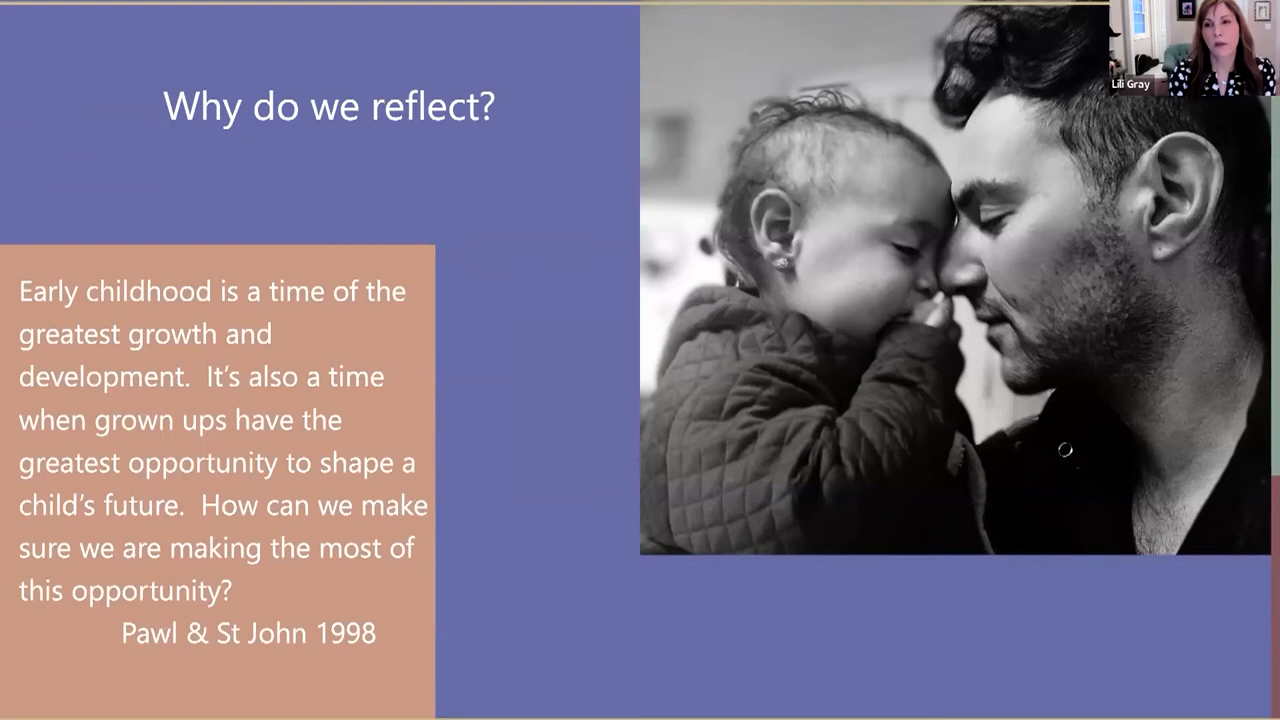 Why do we reflect?
Lili Gray
Early childhood is a time of the
greatest growth and
development.  It’s also a time
when grown ups have the
greatest opportunity to shape a
child’s future.  How can we make
sure we are making the most of
this opportunity?
Pawl & St John 1998